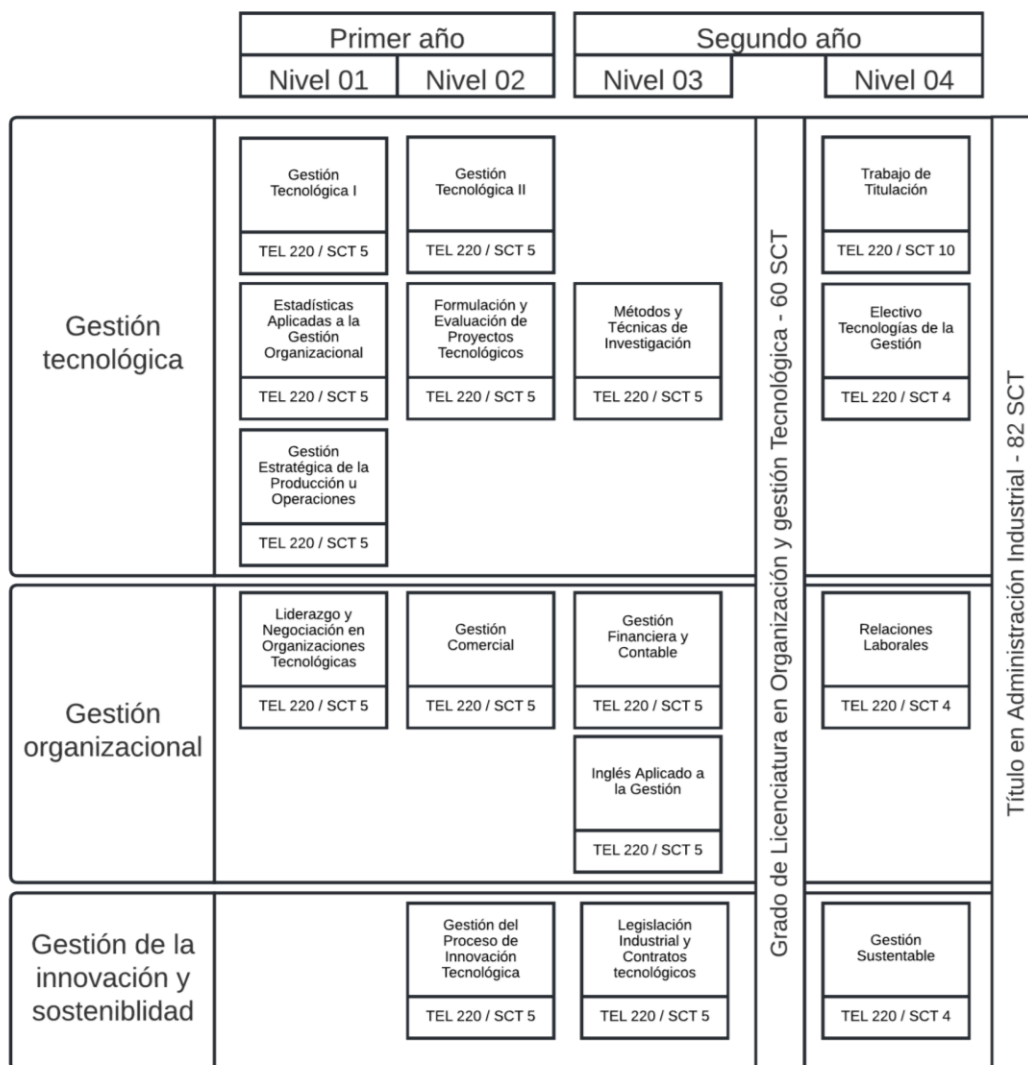 Primer año
Segundo año
Nivel 01
Nivel 02
Nivel 03
Nivel 04
Gestión
tecnológica
Gestión
Tecnológica I
TEL 220 / SCT 5
Gestión
Tecnológica II
TEL 220 / SCT 5
Trabajo de
Titulación
TEL 220 / SCT 10
Estadísticas
Aplicadas a la
Gestión
Organizacional
TEL 220 / SCT 5
Formulación y
Evaluación de
Proyectos
Tecnológicos
TEL 220 / SCT 5
Métodos y
Técnicas de
Investigación
TEL 220 / SCT 5
Electivo
Tecnologías de la
Gestión
TEL 220 / SCT 4
Gestión
Estratégica de la
Producción u
Operaciones
TEL 220 / SCT 5
Gestión
organizacional
Liderazgo y
Negociación en
Organizaciones
Tecnológicas
TEL 220 / SCT 5
Gestión
Comercial
TEL 220 / SCT 5
Gestión
Financiera y
Contable
TEL 220 / SCT 5
Relaciones
Laborales
TEL 220 / SCT 4
Inglés Aplicado a
la Gestión
TEL 220 / SCT 5
Gestión de la
innovación y
sosteniblidad
Gestión del
Proceso de
Innovación
Tecnológica
TEL 220 / SCT 5
Legislación
Industrial y
Contratos
tecnológicos
TEL 220 / SCT 5
Gestión
Sustentable
TEL 220 / SCT 4
Grado de Licenciatura en Organización y gestión Tecnológica - 60 SCT
Título en Administración Industrial - 82 SCT